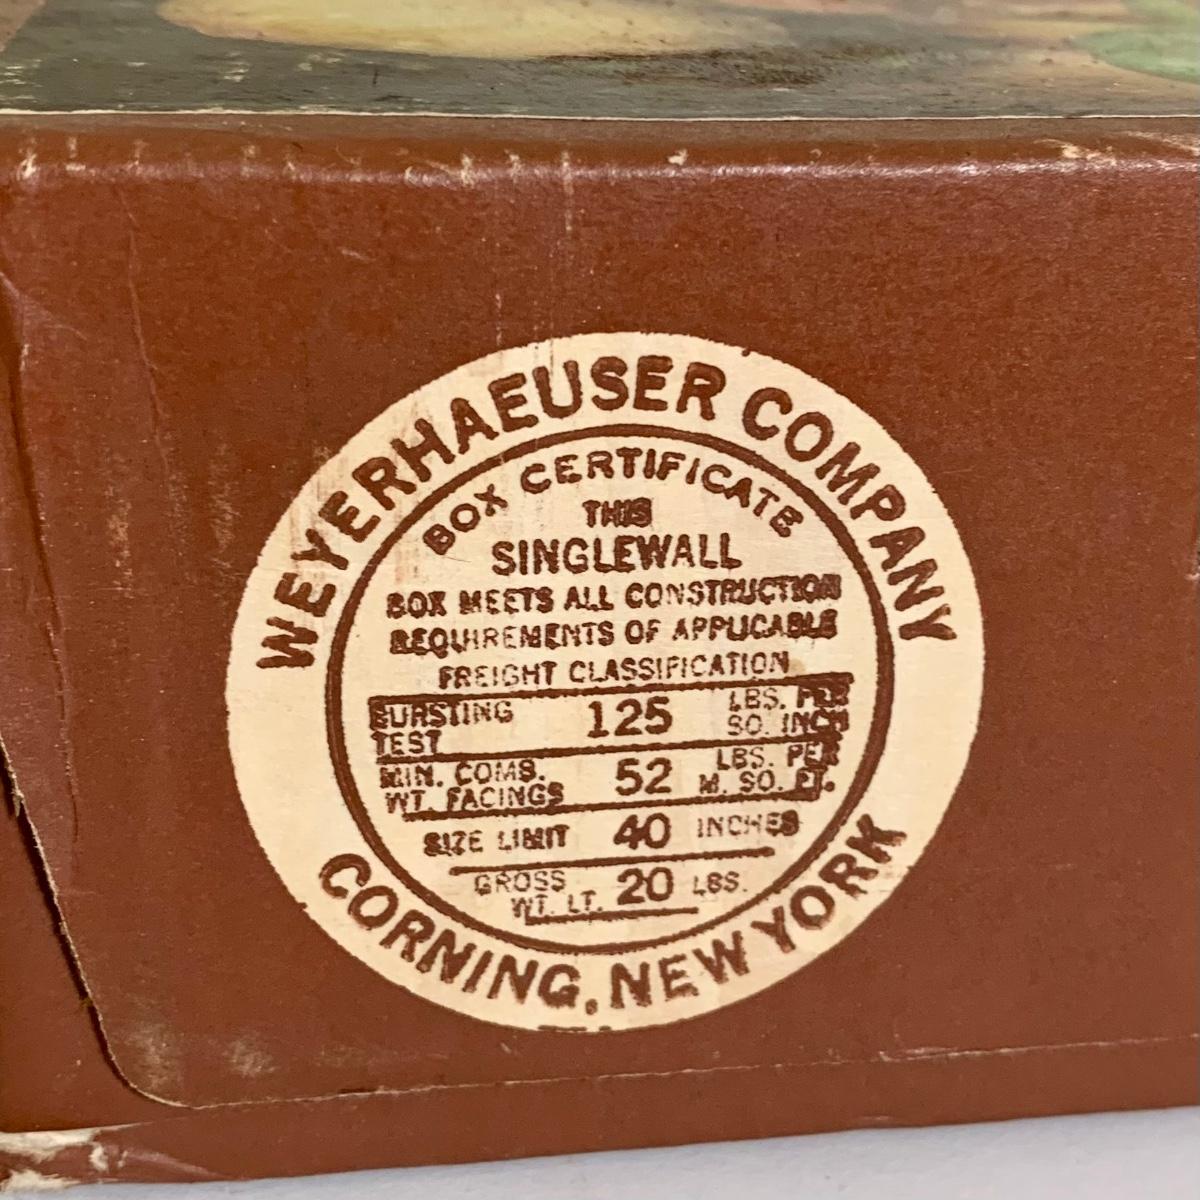 WEYERHAEUSER COMPANY
BOX CERTIFICATE
THIS
SINGLEWALL
BOX MEETS ALL CONSTRUCTION
REQUIREMENTS OF APPLICABLE
FREIGHT CLASSIFICATION
BURSTING TEST 125 LBS. PER SQ. INCH
MIN. COMB. WT. FACINGS 52 LBS. PER M. SQ. FT.
SIZE LIMIT 40 INCHES
GROSS WT. LT. 20 LBS.
CORNING, NEW YORK